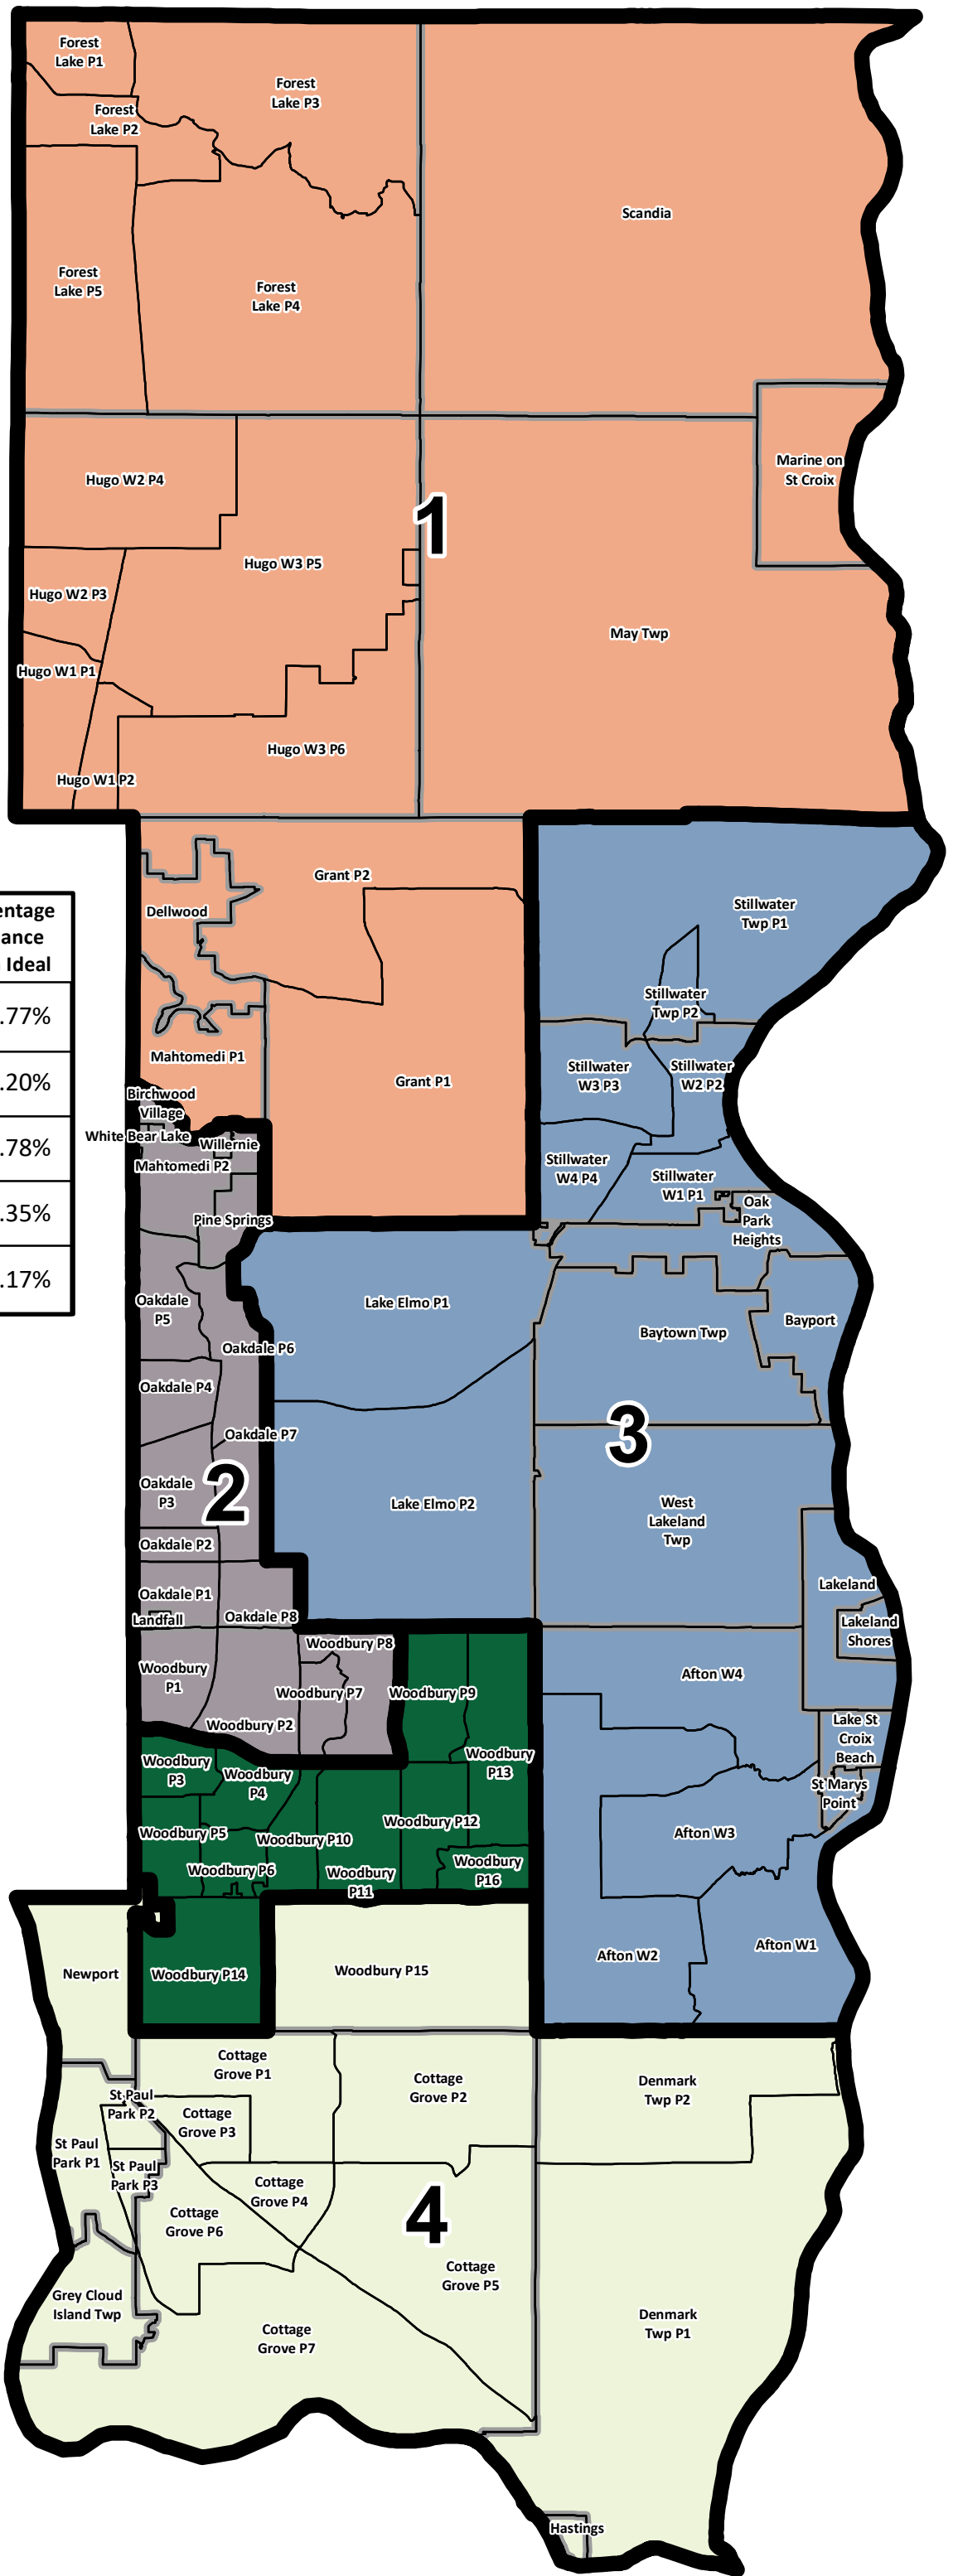 Forest
Lake P1
Forest
Lake P2
Forest
Lake P3
Scandia
Forest
Lake P5
Forest
Lake P4
Marine on
St Croix
Hugo W2 P4
1
Hugo W3 P5
Hugo W2 P3
May Twp
Hugo W1 P1
Hugo W3 P6
Hugo W1 P2
Grant P2
Dellwood
Stillwater
Twp P1
Stillwater
Twp P2
Mahtomedi P1
Grant P1
Stillwater
W3 P3
Stillwater
W2 P2
Birchwood
Village
White Bear Lake
Willernie
Mahtomedi P2
Stillwater
W4 P4
Stillwater
W1 P1
Oak
Park
Heights
Pine Springs
entage
ance
Ideal
.77%
.20%
.78%
.35%
.17%
Oakdale
P5
Lake Elmo P1
Baytown Twp
Bayport
Oakdale P6
Oakdale P4
Oakdale P7
3
Oakdale
P3
2
Lake Elmo P2
West
Lakeland
Twp
Oakdale P2
Oakdale P1
Landfall
Oakdale P8
Lakeland
Lakeland
Shores
Woodbury P8
Woodbury
P1
Woodbury P7
Woodbury P9
Afton W4
Woodbury P2
Lake St
Croix
Beach
Woodbury
P3
Woodbury
P4
Woodbury
P13
St Marys
Point
Woodbury P5
Woodbury P10
Woodbury P12
Afton W3
Woodbury P6
Woodbury
P11
Woodbury
P16
Afton W2
Afton W1
Newport
Woodbury P14
Woodbury P15
Cottage
Grove P1
Cottage
Grove P2
Denmark
Twp P2
St Paul
Park P2
Cottage
Grove P3
St Paul
Park P1
St Paul
Park P3
Cottage
Grove P4
Cottage
Grove P6
4
Cottage
Grove P5
Grey Cloud
Island Twp
Cottage
Grove P7
Denmark
Twp P1
Hastings